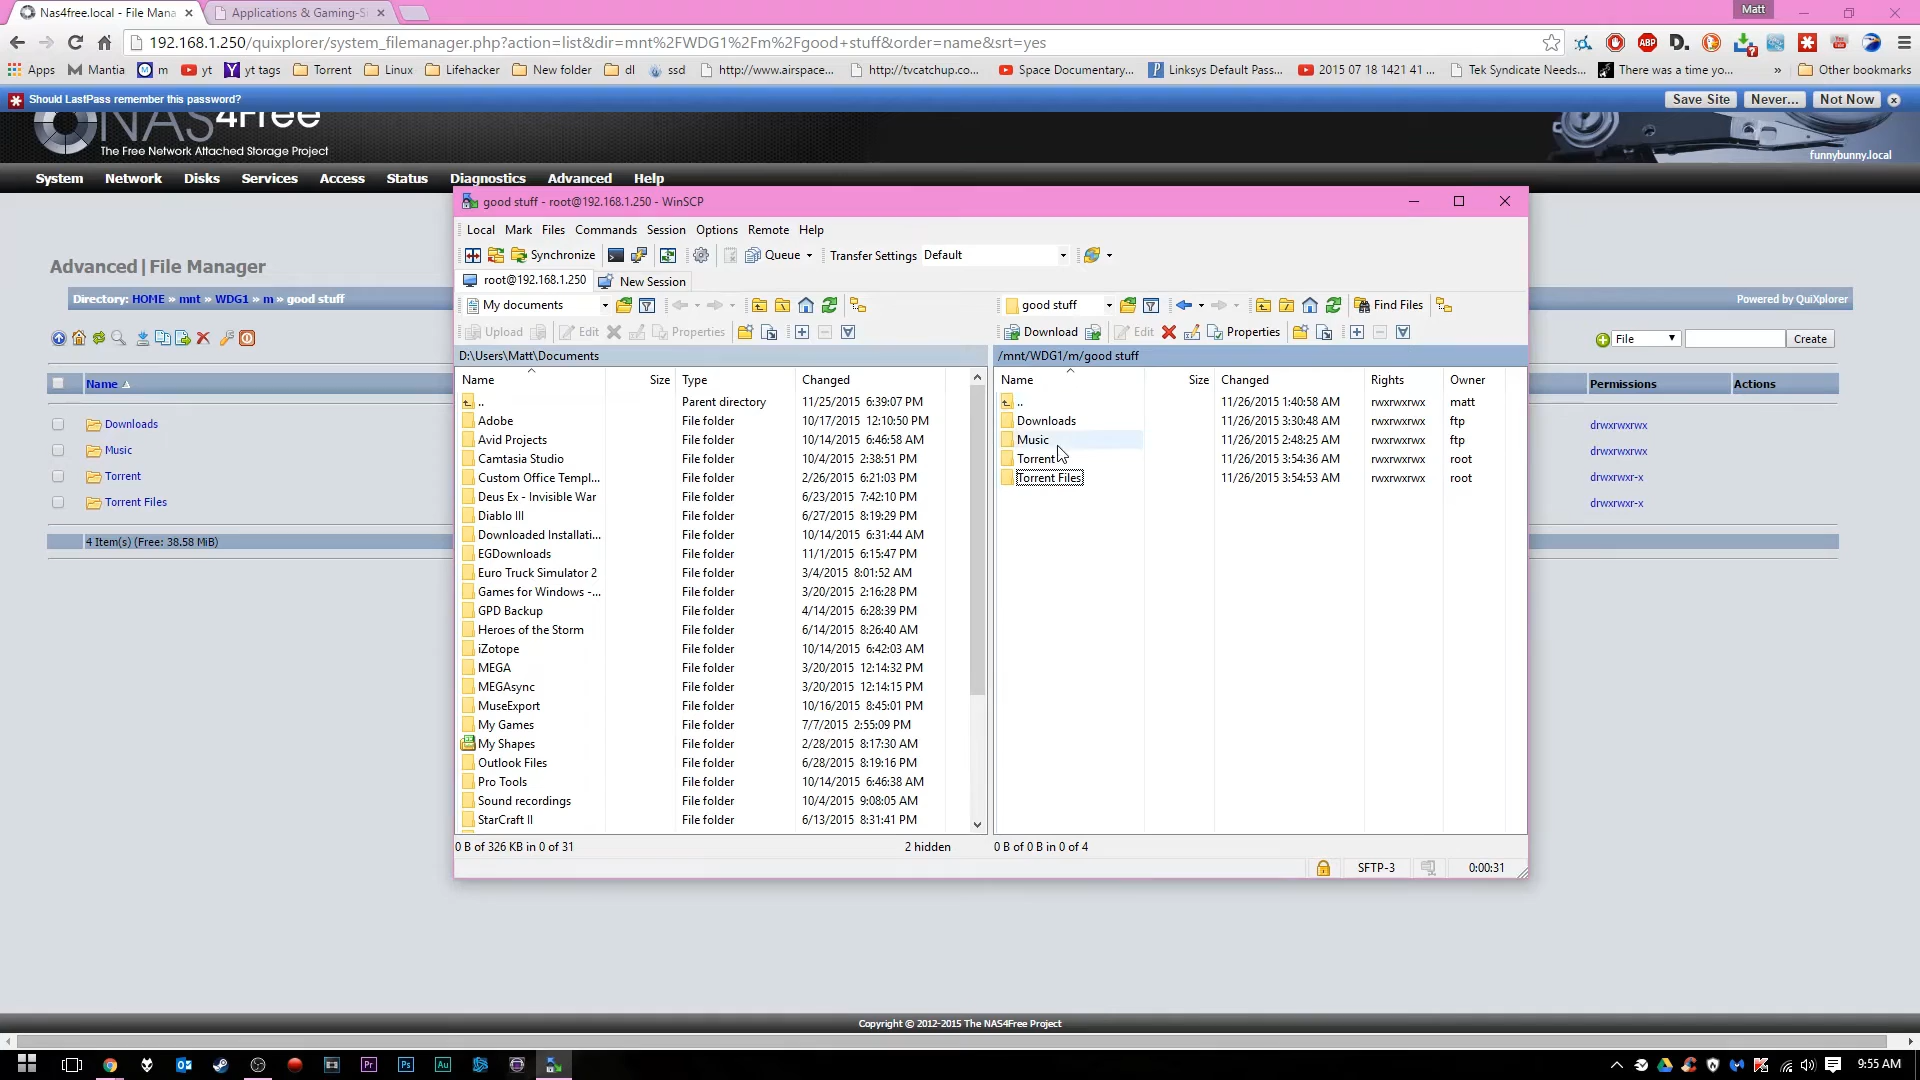 Nas4free.local - File Mana
Applications & Gaming-Si
Matt
192.168.1.250/quixplorer/system_filemanager.php?action=list&dir=mnt%2FWDG1%2Fm%2Fgood+stuff&order=name&srt=yes
Apps Mantia m yt yt tags Torrent Linux Lifehacker New folder dl ssd http://www.airspace... http://tvcatchup.co... Space Documentary... Linksys Default Pass... 2015 07 18 1421 41 ... Tek Syndicate Needs... There was a time yo... » Other bookmarks
Should LastPass remember this password? Save Site Never... Not Now
NAS4Free
The Free Network Attached Storage Project
funnybunny.local
System Network Disks Services Access Status Diagnostics Advanced Help
Advanced|File Manager
Directory: HOME » mnt » WDG1 » m » good stuff
Powered by QuiXplorer
File Create
Name Permissions Actions
Downloads drwxrwxrwx
Music drwxrwxrwx
Torrent drwxrwxr-x
Torrent Files drwxrwxr-x
4 Item(s) (Free: 38.58 MiB)
good stuff - root@192.168.1.250 - WinSCP
Local Mark Files Commands Session Options Remote Help
Synchronize Queue Transfer Settings Default
root@192.168.1.250 New Session
My documents
Upload Edit Properties
D:\Users\Matt\Documents
Name Size Type Changed
.. Parent directory 11/25/2015 6:39:07 PM
Adobe File folder 10/17/2015 12:10:50 PM
Avid Projects File folder 10/14/2015 6:46:58 AM
Camtasia Studio File folder 10/4/2015 2:38:51 PM
Custom Office Templ... File folder 2/26/2015 6:21:03 PM
Deus Ex - Invisible War File folder 6/23/2015 7:42:10 PM
Diablo III File folder 6/27/2015 8:19:29 PM
Downloaded Installati... File folder 10/14/2015 6:31:44 AM
EGDownloads File folder 11/1/2015 6:15:47 PM
Euro Truck Simulator 2 File folder 3/4/2015 8:01:52 AM
Games for Windows -... File folder 3/20/2015 2:16:28 PM
GPD Backup File folder 4/14/2015 6:28:39 PM
Heroes of the Storm File folder 6/14/2015 8:26:40 AM
iZotope File folder 10/14/2015 6:42:03 AM
MEGA File folder 3/20/2015 12:14:32 PM
MEGAsync File folder 3/20/2015 12:14:15 PM
MuseExport File folder 10/16/2015 8:45:01 PM
My Games File folder 7/7/2015 2:55:09 PM
My Shapes File folder 2/28/2015 8:17:30 AM
Outlook Files File folder 6/28/2015 8:19:16 PM
Pro Tools File folder 10/14/2015 6:46:38 AM
Sound recordings File folder 10/4/2015 9:08:05 AM
StarCraft II File folder 6/13/2015 8:31:41 PM
0 B of 326 KB in 0 of 31 2 hidden
good stuff Find Files
Download Edit Properties
/mnt/WDG1/m/good stuff
Name Size Changed Rights Owner
.. 11/26/2015 1:40:58 AM rwxrwxrwx matt
Downloads 11/26/2015 3:30:48 AM rwxrwxrwx ftp
Music 11/26/2015 2:48:25 AM rwxrwxrwx ftp
Torrent 11/26/2015 3:54:36 AM rwxrwxrwx root
Torrent Files 11/26/2015 3:54:53 AM rwxrwxrwx root
0 B of 0 B in 0 of 4
SFTP-3 0:00:31
Copyright © 2012-2015 The NAS4Free Project
9:55 AM